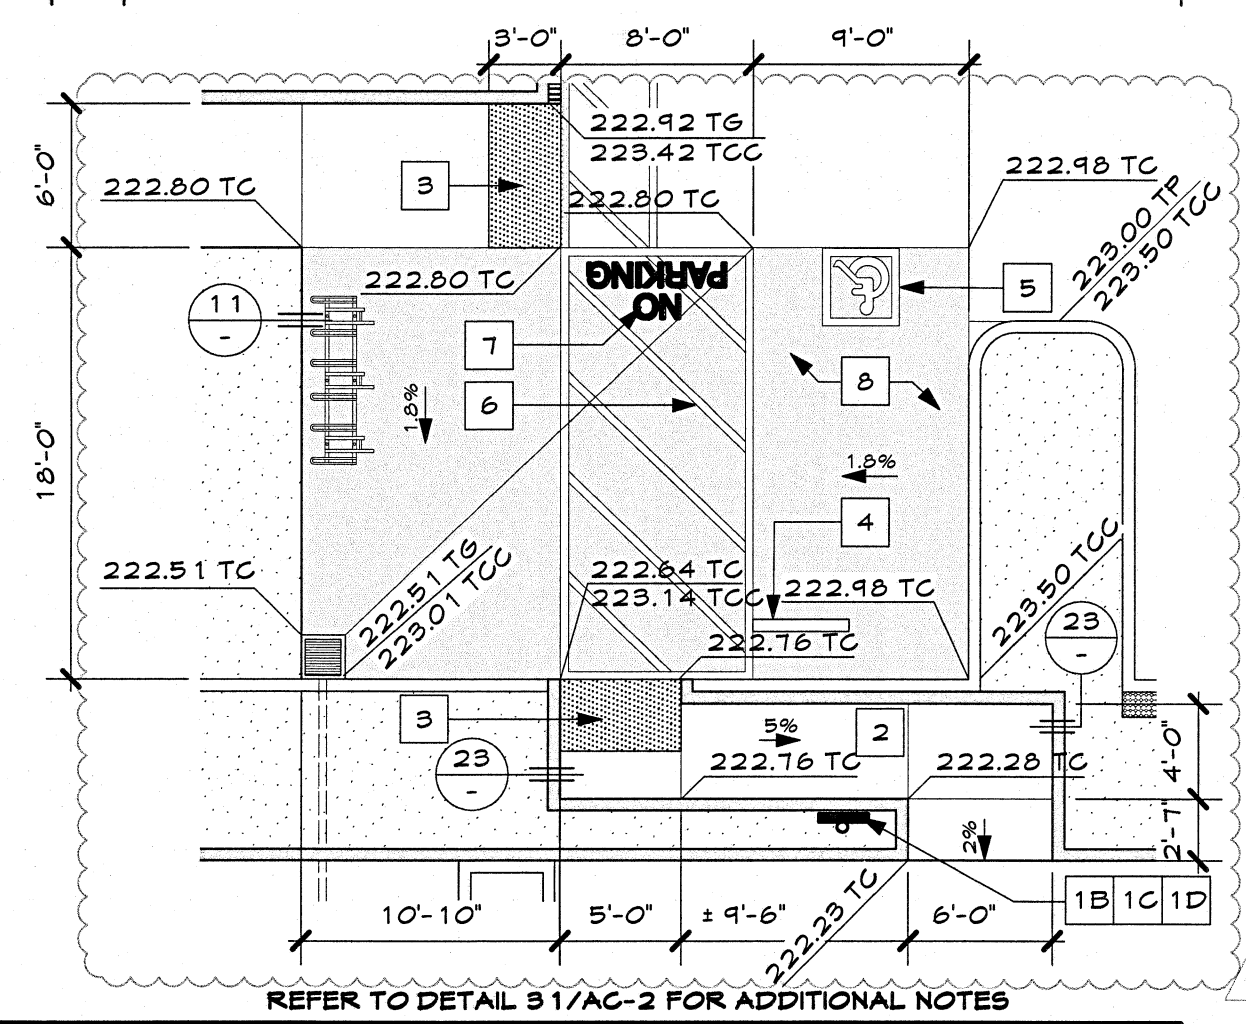 3'-0"
8'-0"
9'-0"
222.92 TG
223.42 TCC
222.98 TC
3
6'-0"
222.80 TC
222.80 TC
223.00 TP
223.50 TCC
222.80 TC
NO
PARKING
5
11
-
7
8
6
1.8%
18'-0"
1.8%
4
222.51 TC
222.51 TG
223.01 TCC
222.64 TC
223.14 TCC
222.98 TC
223.50 TCC
23
-
222.76 TC
3
5%
2
23
-
222.76 TC
222.28 TC
4'-0"
2%
2'-7"
1B 1C 1D
10'-10"
5'-0"
± 9'-6"
222.23 TC
6'-0"
REFER TO DETAIL 31/AC-2 FOR ADDITIONAL NOTES